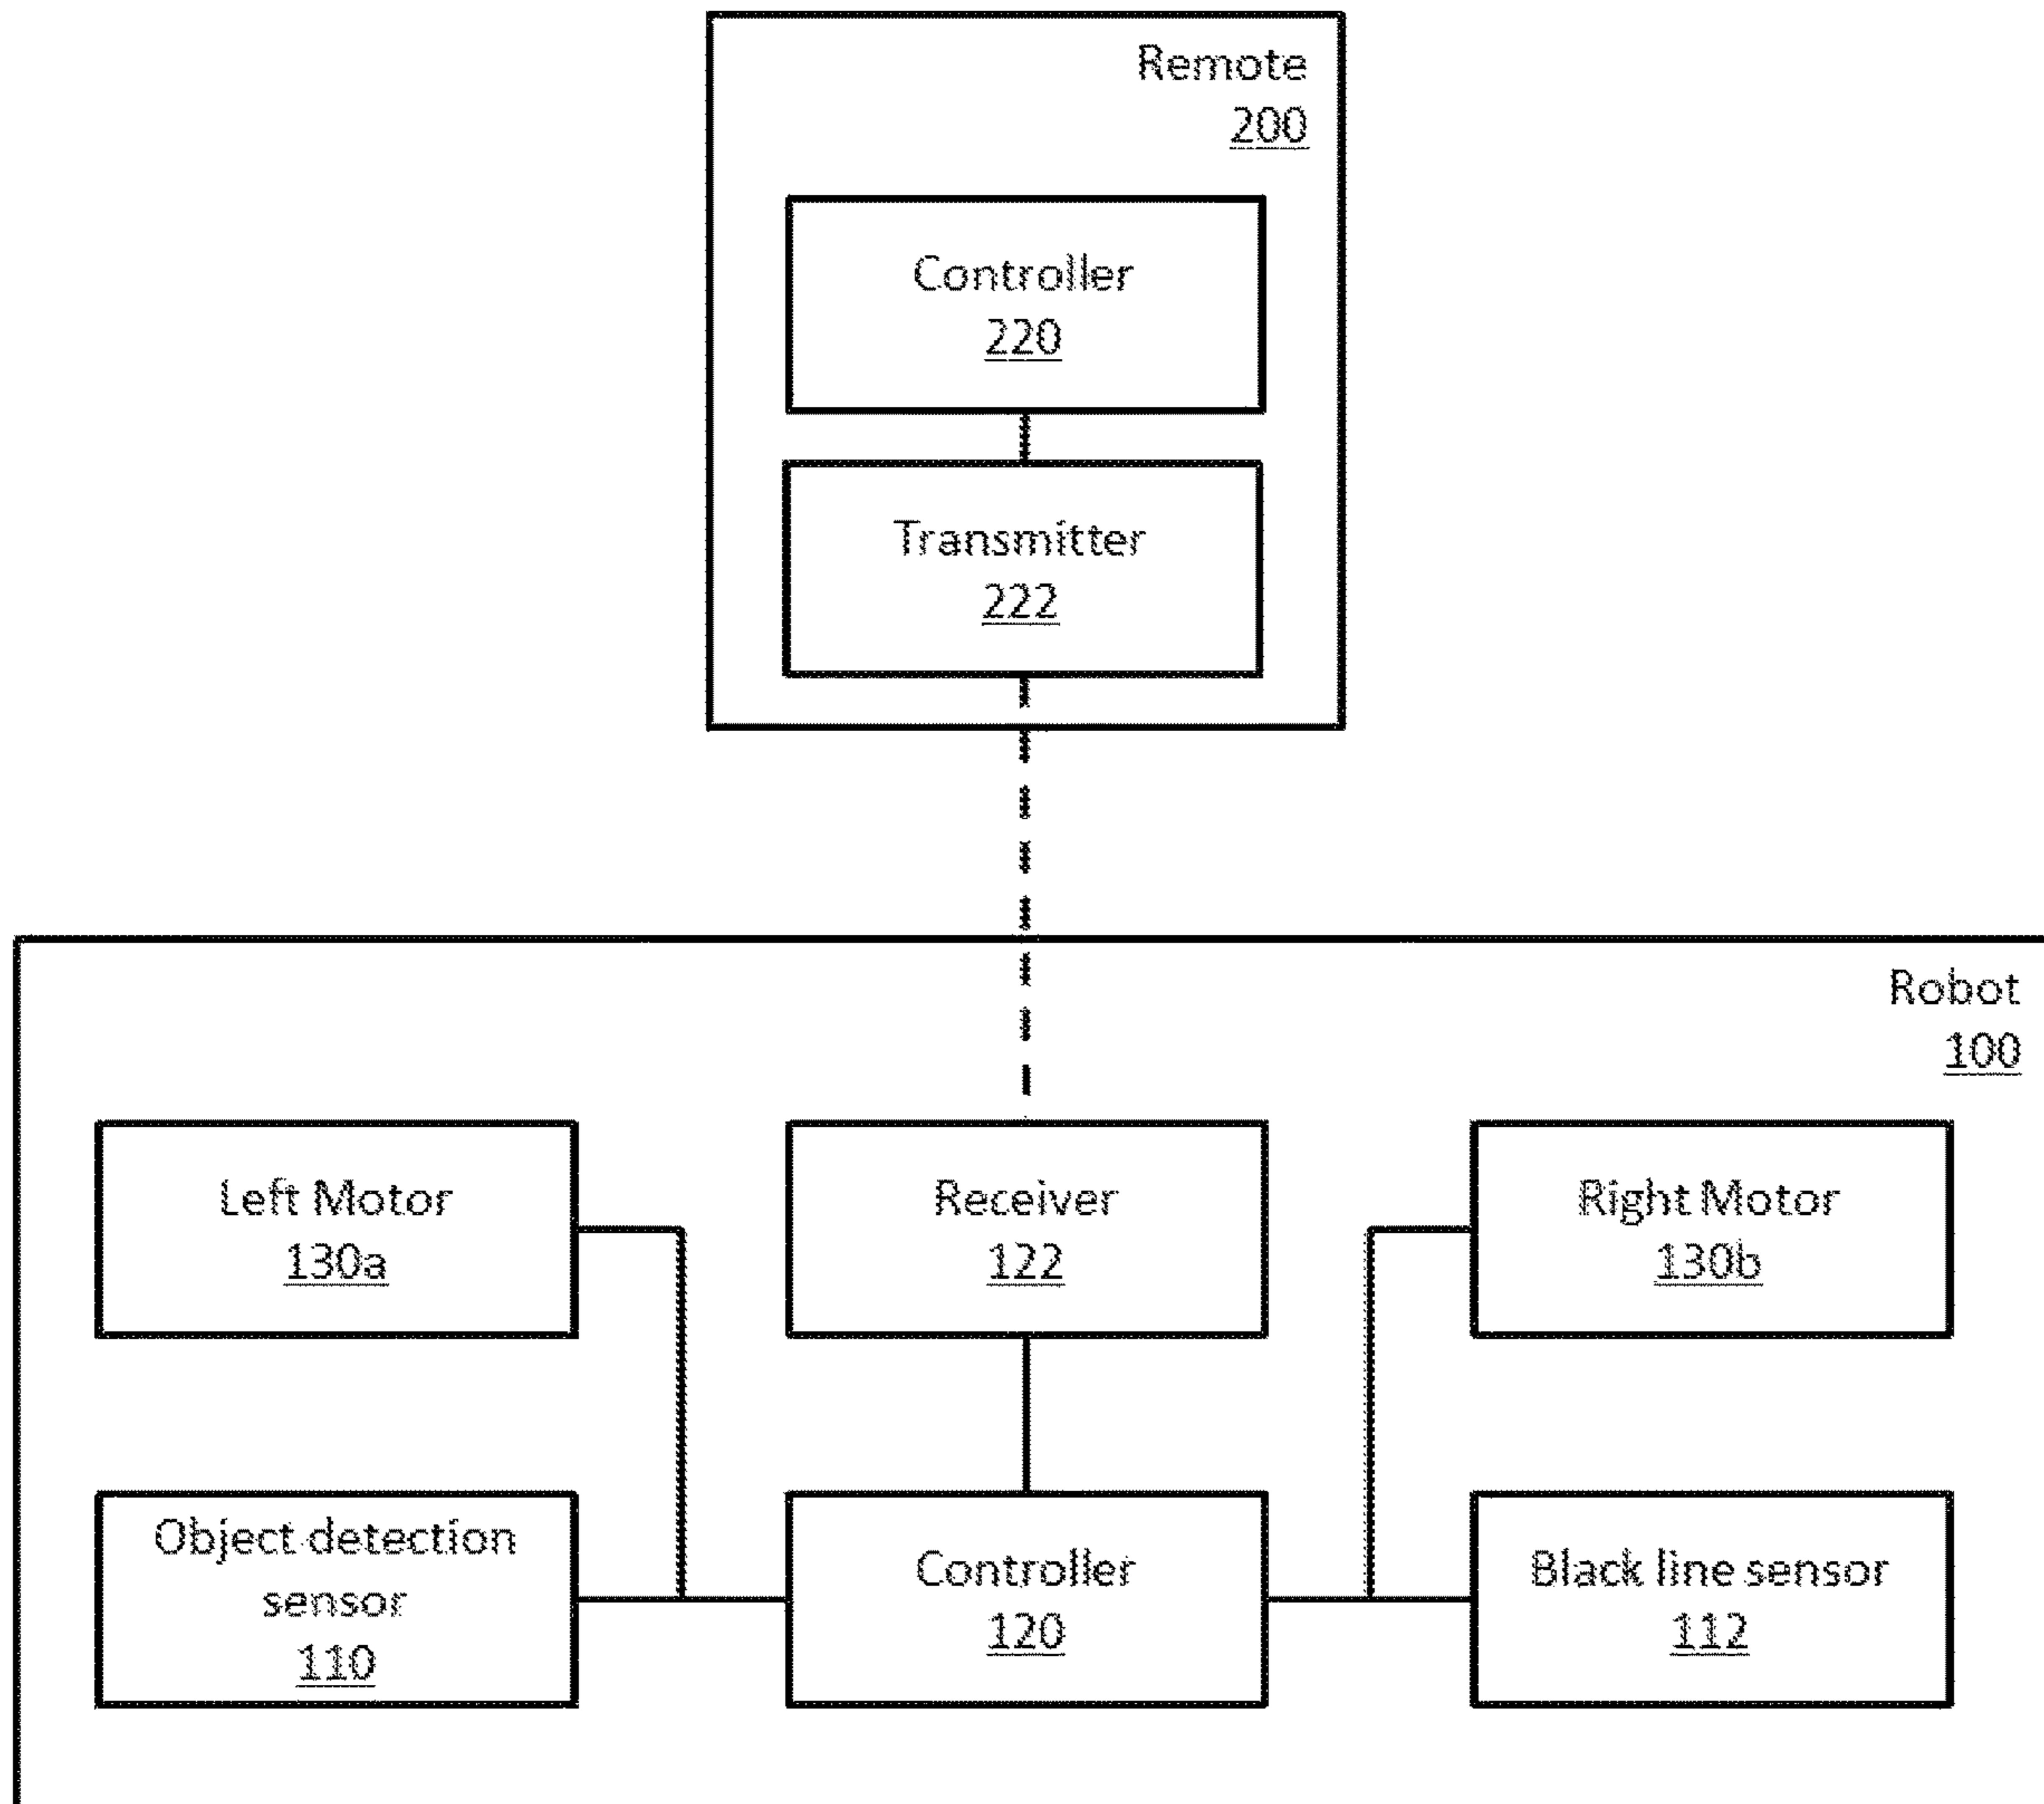 Remote
200
Controller
220
Transmitter
222
Robot
100
Left Motor
130a
Receiver
122
Right Motor
130b
Object detection
sensor
110
Controller
120
Black line sensor
112